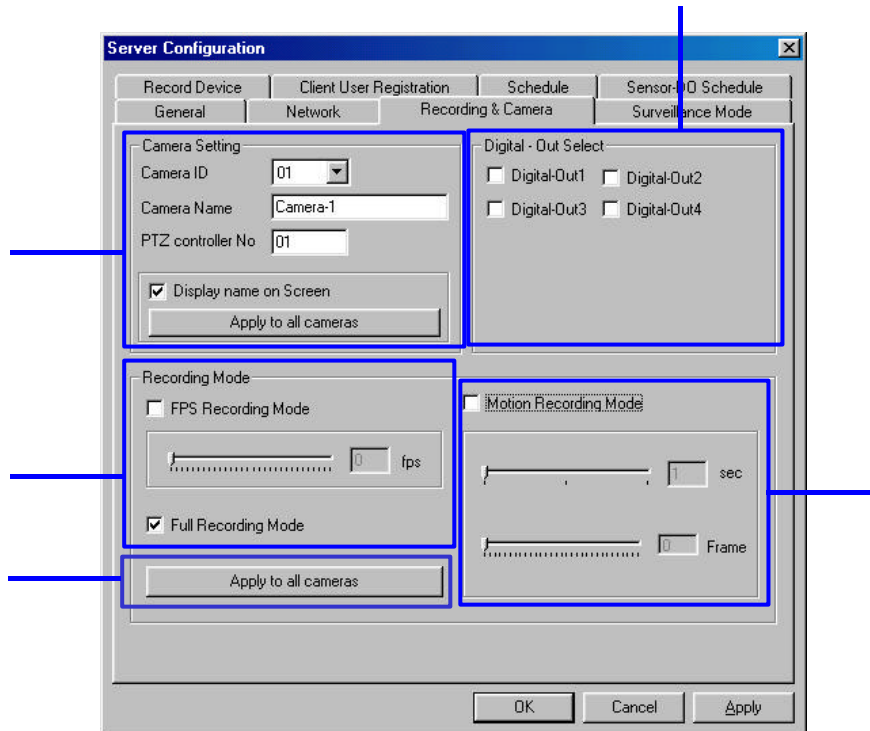 Server Configuration
Record Device
Client User Registration
Schedule
Sensor-DO Schedule
General
Network
Recording & Camera
Surveillance Mode
Camera Setting
Camera ID
01
Camera Name
Camera-1
PTZ controller No
01
Display name on Screen
Apply to all cameras
Digital - Out Select
Digital-Out1
Digital-Out2
Digital-Out3
Digital-Out4
Recording Mode
FPS Recording Mode
0 fps
Full Recording Mode
Apply to all cameras
Motion Recording Mode
1 sec
0 Frame
OK
Cancel
Apply